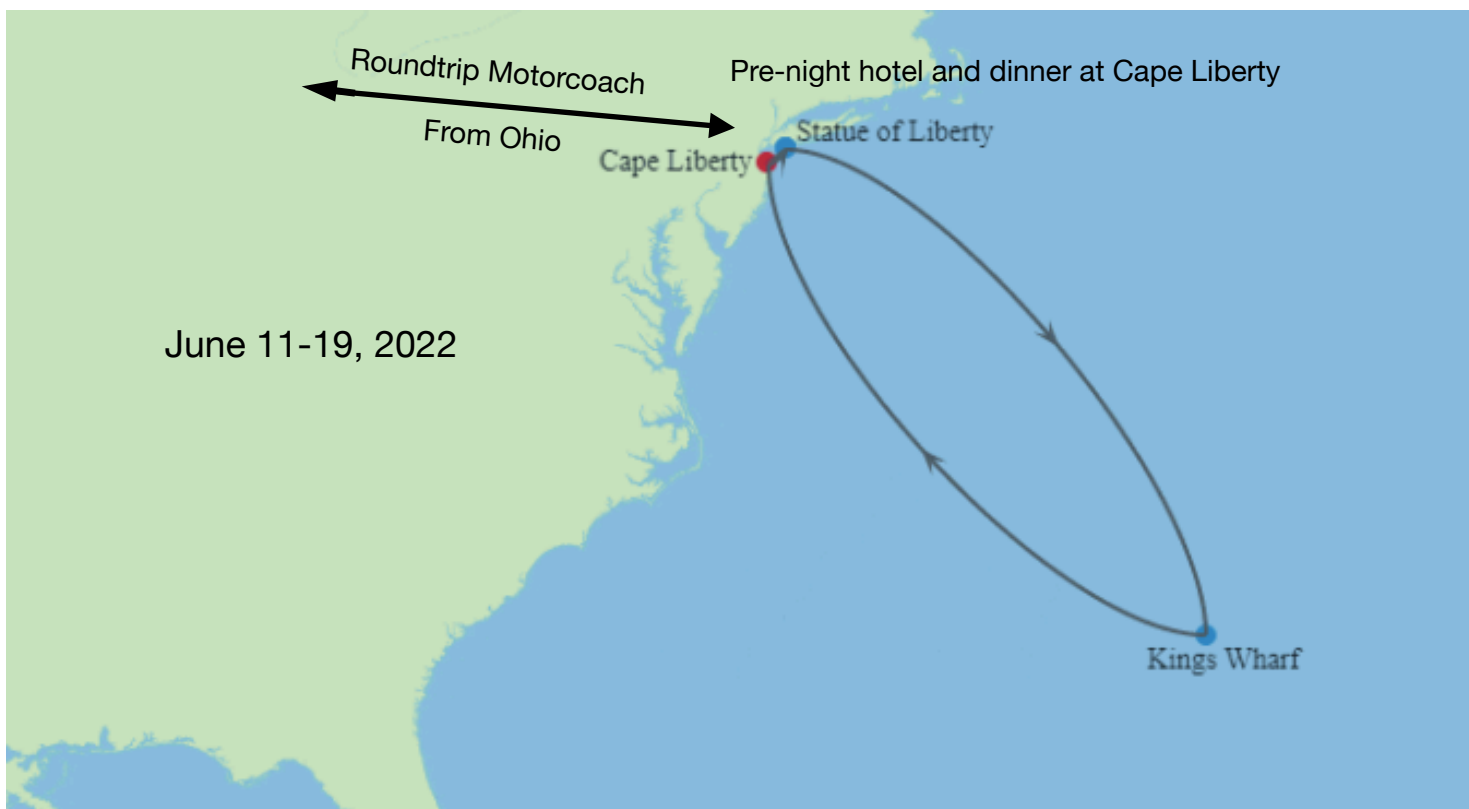 Roundtrip Motorcoach
From Ohio
Pre-night hotel and dinner at Cape Liberty
Statue of Liberty
Cape Liberty
June 11-19, 2022
Kings Wharf